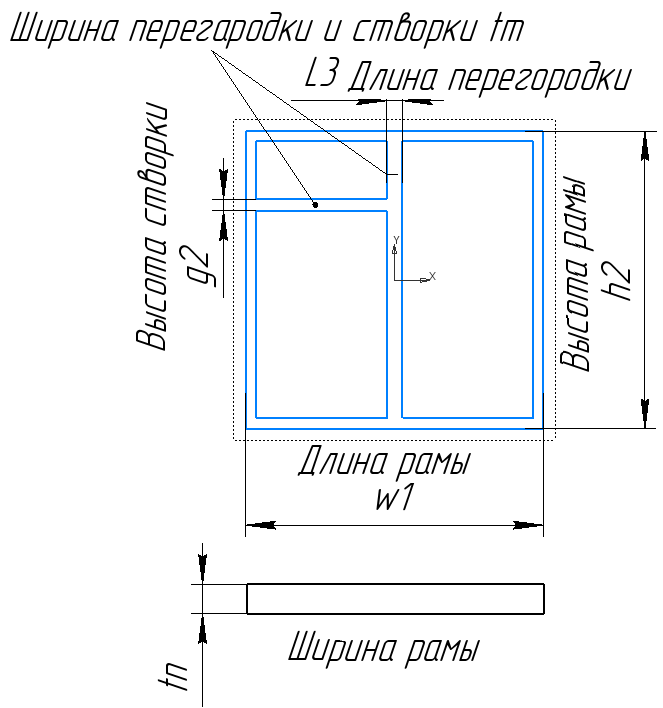 Ширина перегародки и створки tm
L3 Длина перегородки
Высота створки
g2
Y
X
Высота рамы
h2
Длина рамы
w1
Ширина рамы
tn